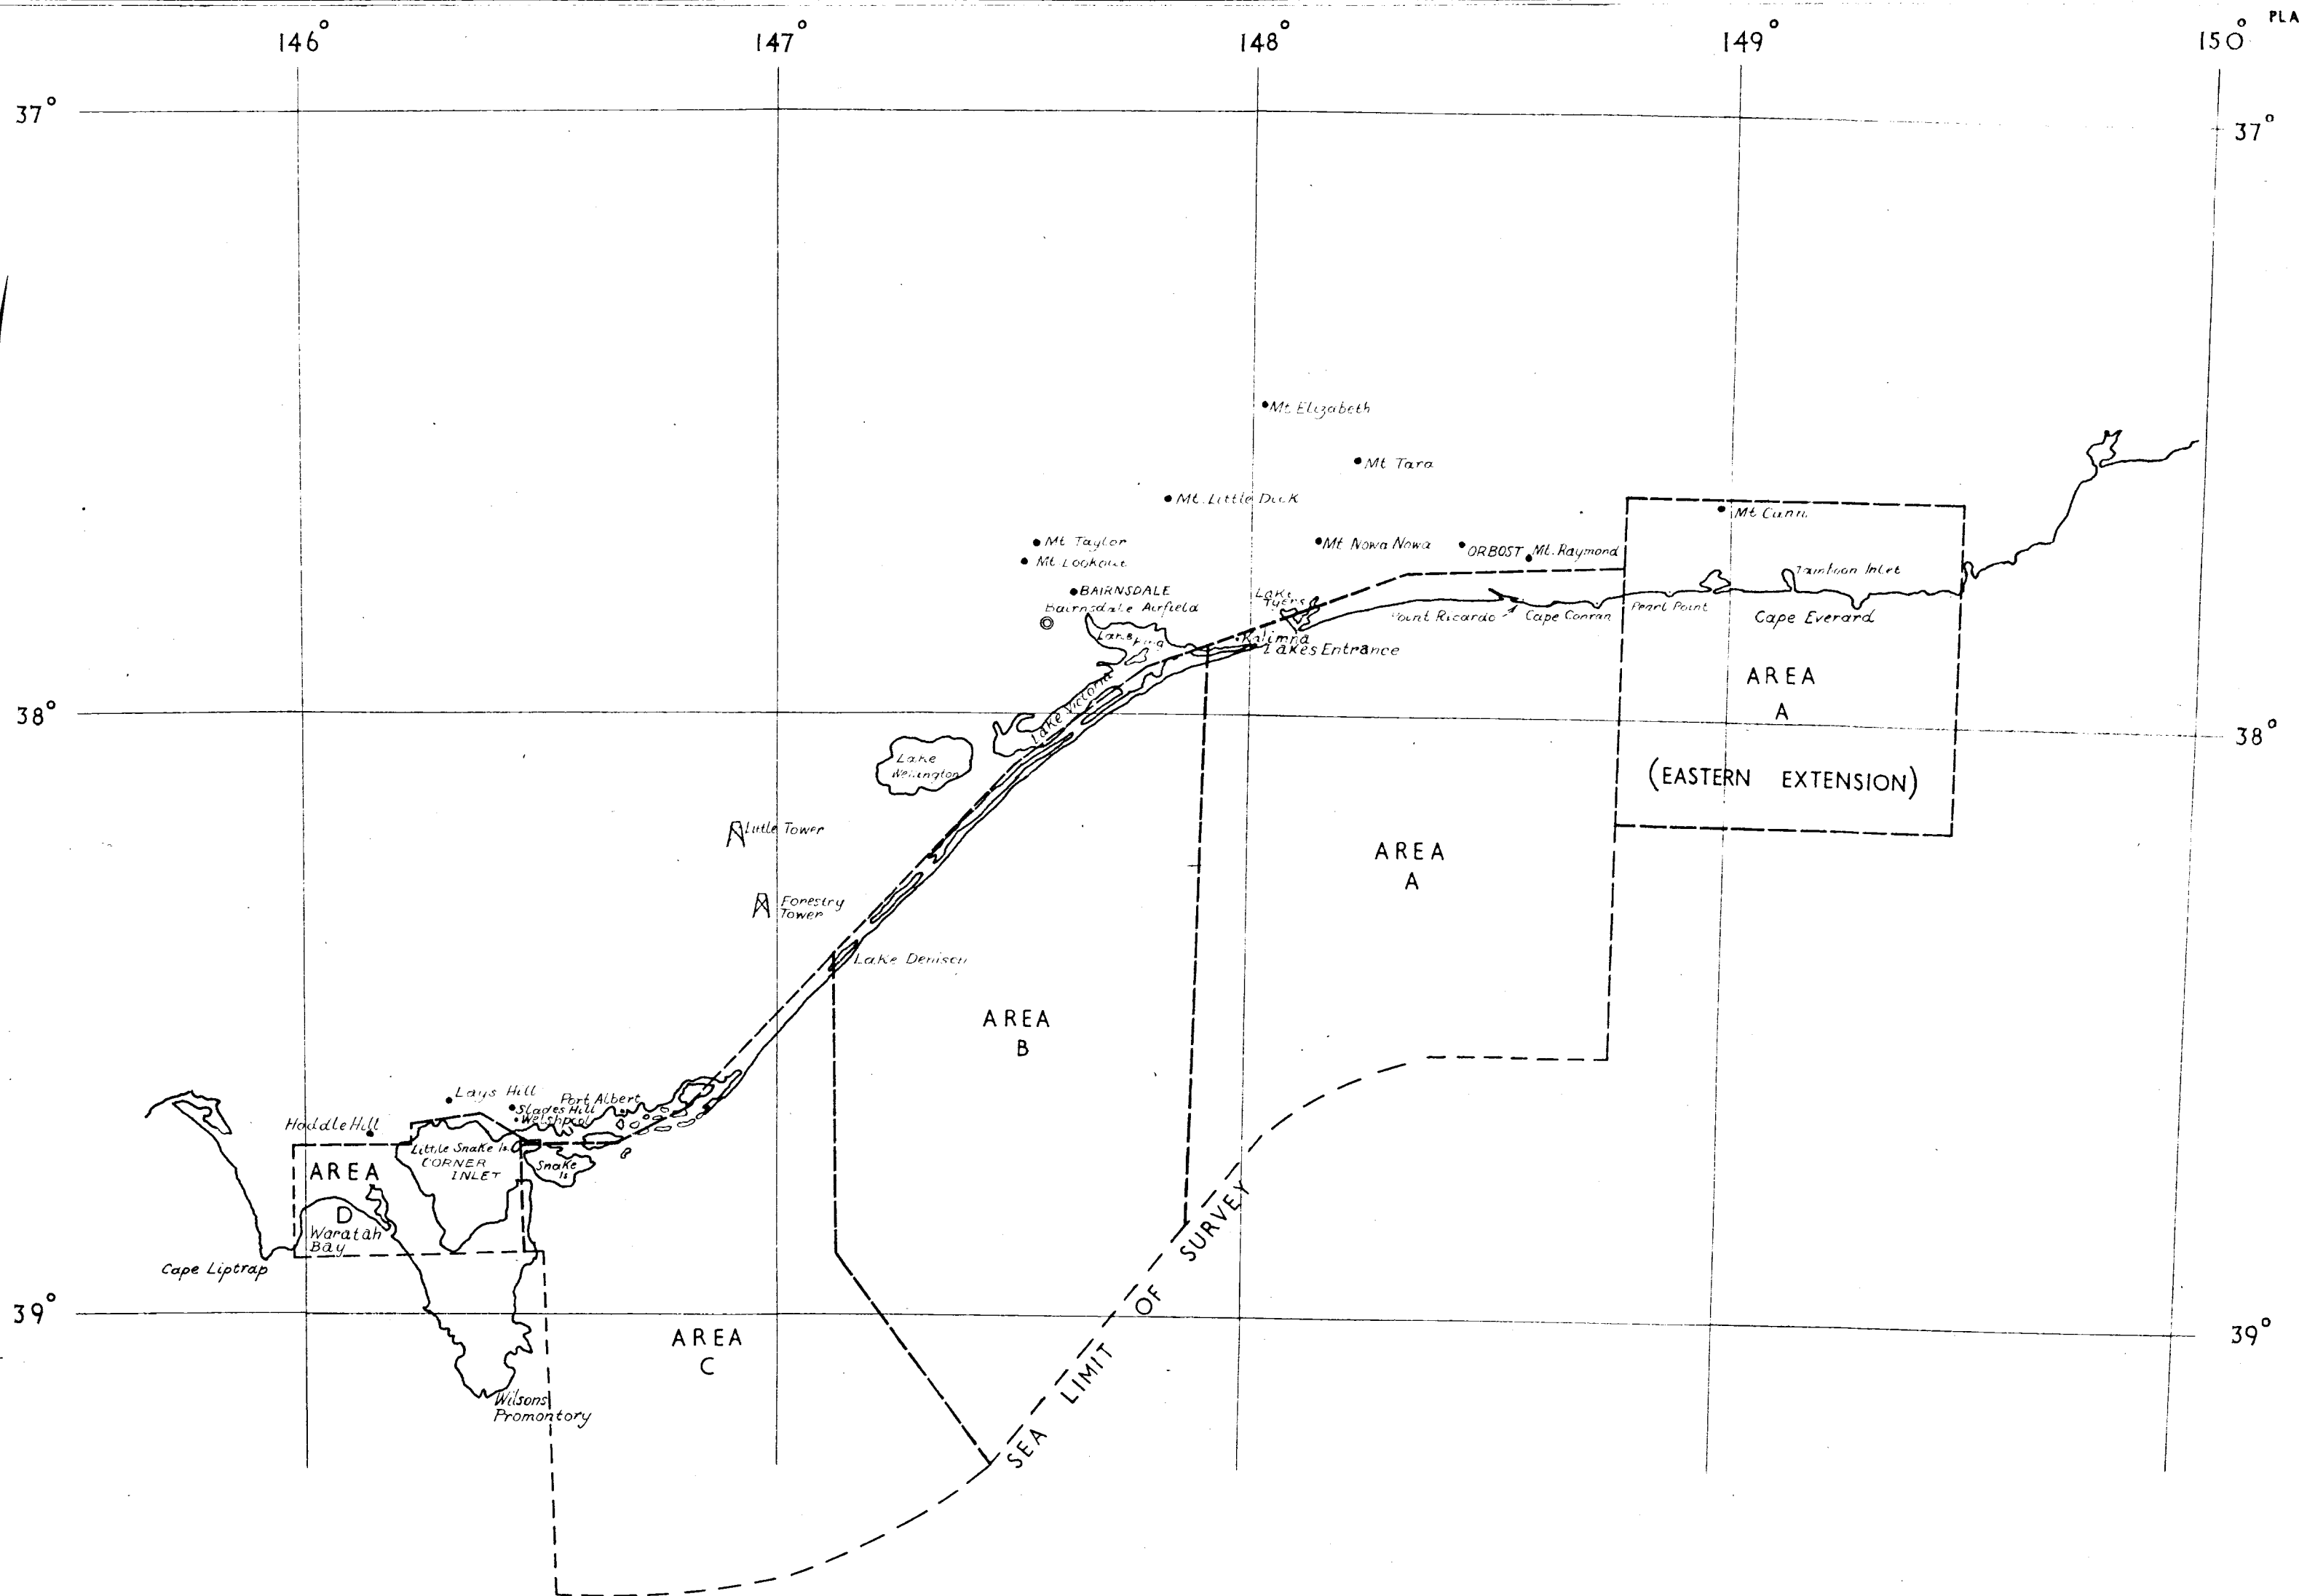 PLA
146°
147°
148°
149°
150°
37°
37°
Mt Elizabeth
Mt Tara
Mt. Little Dick
Mt Cann
Mt Taylor
Mt Nowa Nowa
ORBOST
Mt. Raymond
Mt Lookout
Tamboon Inlet
BAIRNSDALE
Bairnsdale Airfield
Lake
Tyers
Point Ricardo
Cape Conran
Pearl Point
Cape Everard
Lake King
Kalimna
Lakes Entrance
AREA
A
(EASTERN EXTENSION)
Lake Victoria
38°
38°
Lake
Wellington
Little Tower
AREA
A
Forestry
Tower
Lake Denison
AREA
B
Lays Hill
Port Albert
Slades Hill
Welshpool
Hoddle Hill
Little Snake Is.
CORNER
INLET
Snake
Is
AREA
D
Waratah
Bay
Cape Liptrap
SEA LIMIT OF SURVEY
39°
39°
AREA
C
Wilsons
Promontory